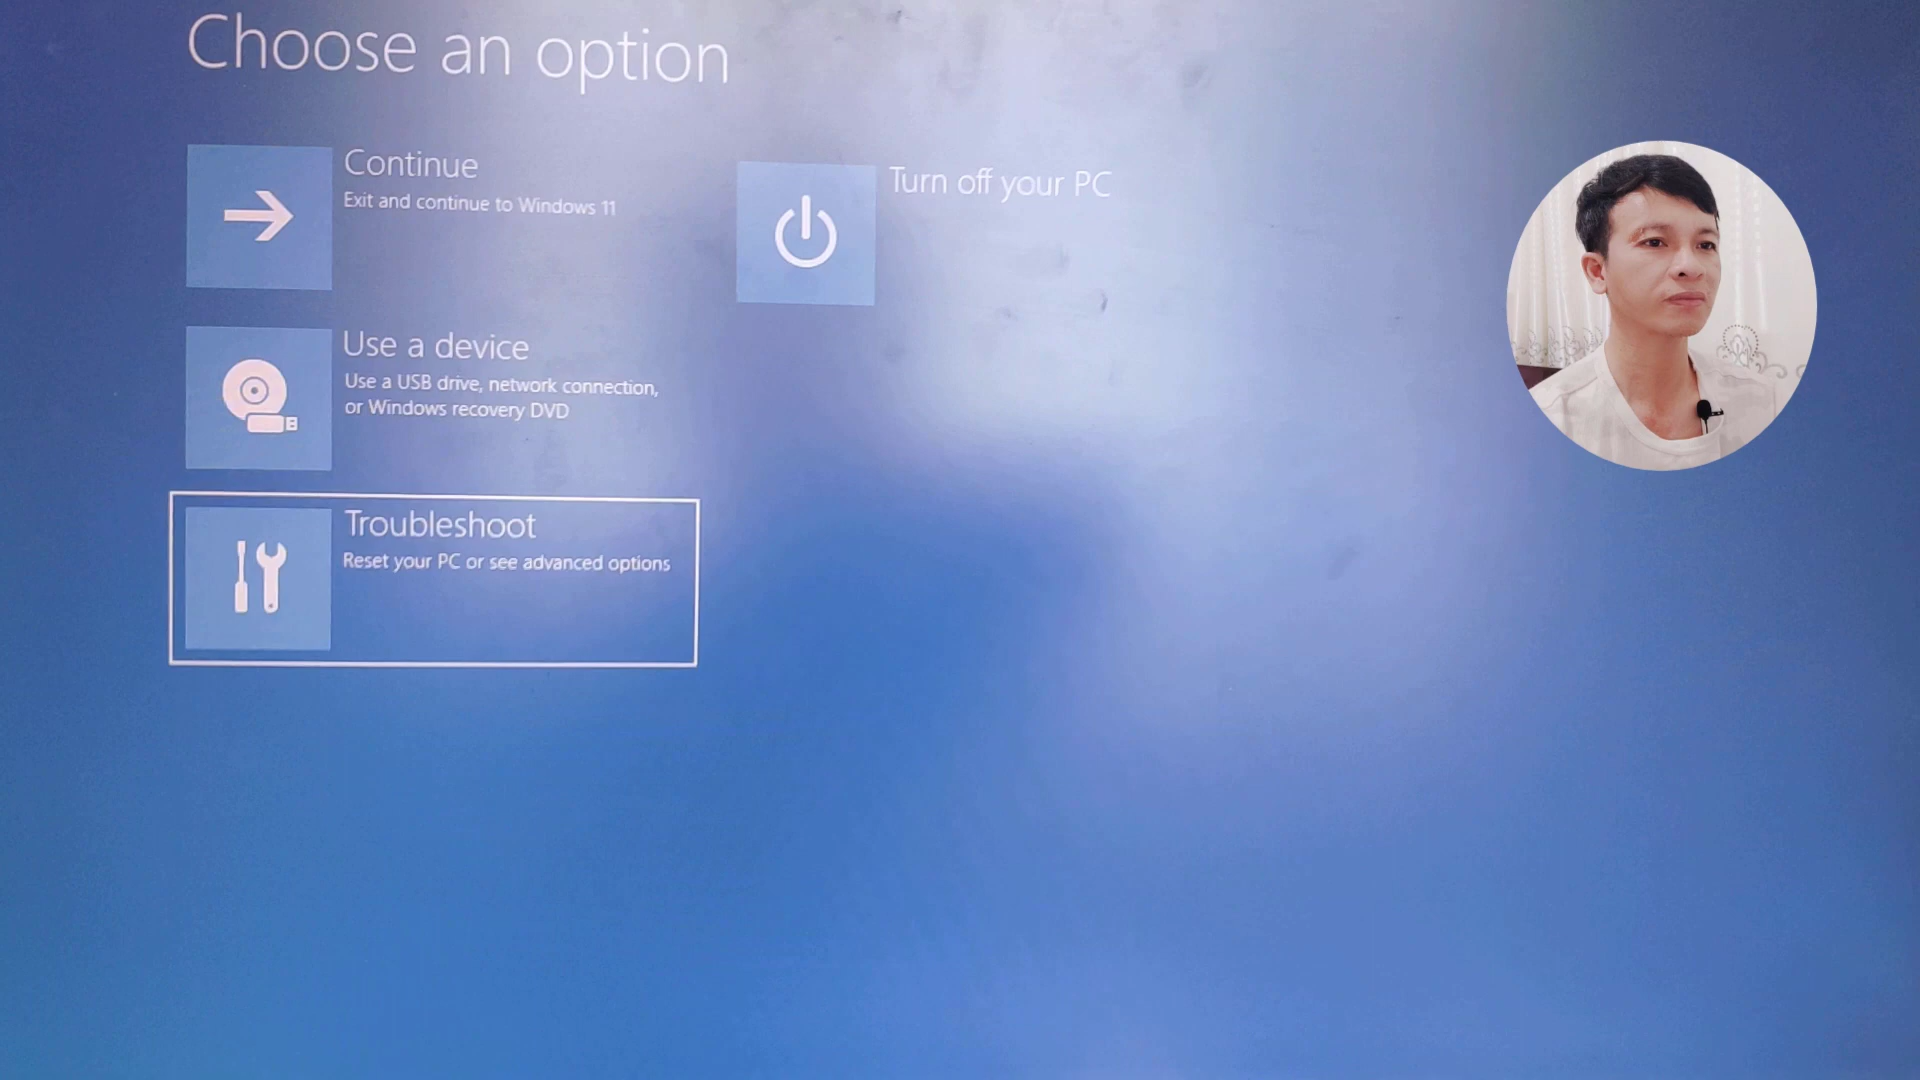 Choose an option
Continue
Exit and continue to Windows 11
Turn off your PC
Use a device
Use a USB drive, network connection,
or Windows recovery DVD
Troubleshoot
Reset your PC or see advanced options